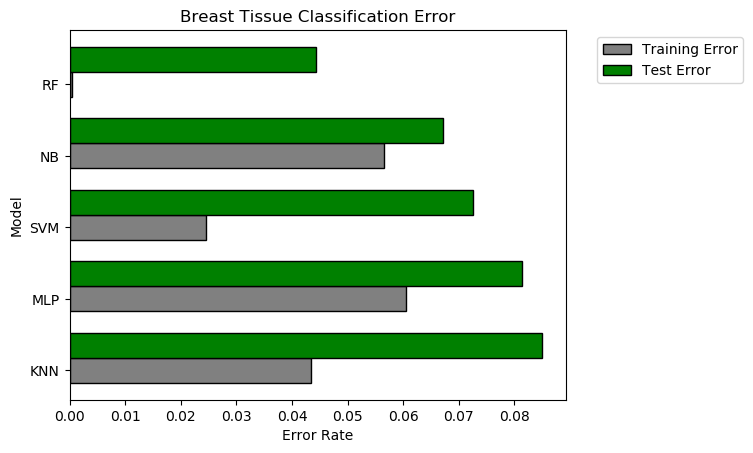 Breast Tissue Classification Error
Training Error
Test Error
Model
RF
NB
SVM
MLP
KNN
0.00 0.01 0.02 0.03 0.04 0.05 0.06 0.07 0.08
Error Rate